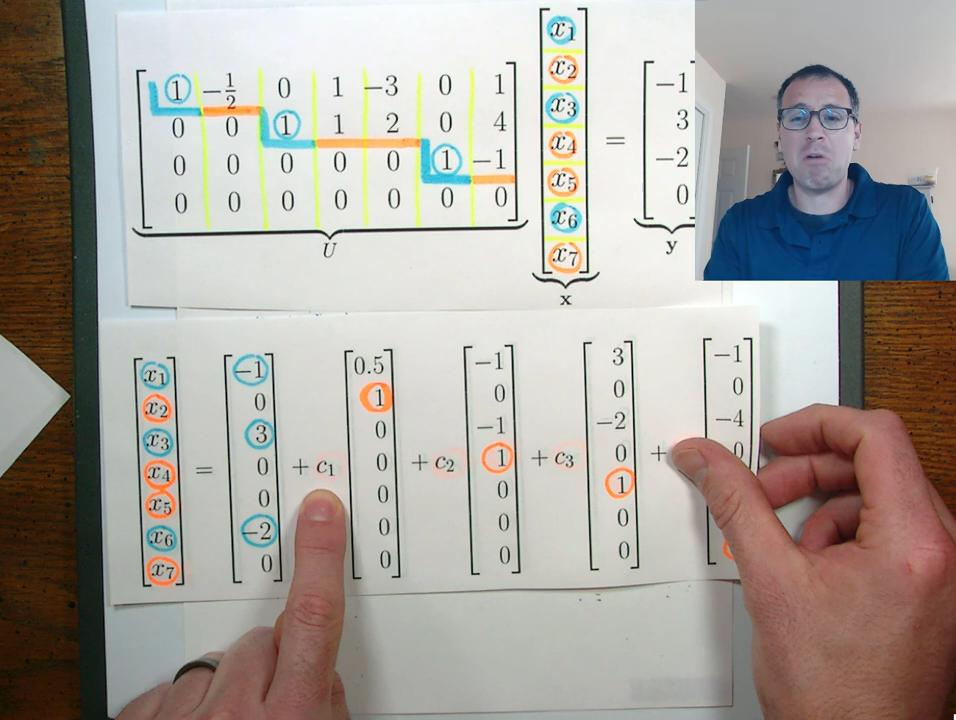 1 −1/2 0 1 −3 0 1 x₁ −1
0 0 1 1 2 0 4 x₂ 3
0 0 0 0 0 1 −1 x₃ = −2
0 0 0 0 0 0 0 x₄ 0
x₅
x₆
x₇
U x y
x₁ −1 0.5 −1 3 −1
x₂ 0 1 0 0 0
x₃ 3 0 −1 −2 −4
x₄ = 0 + c₁ 0 + c₂ 1 + c₃ 0 + 0
x₅ 0 0 0 1
x₆ −2 0 0 0
x₇ 0 0 0 0